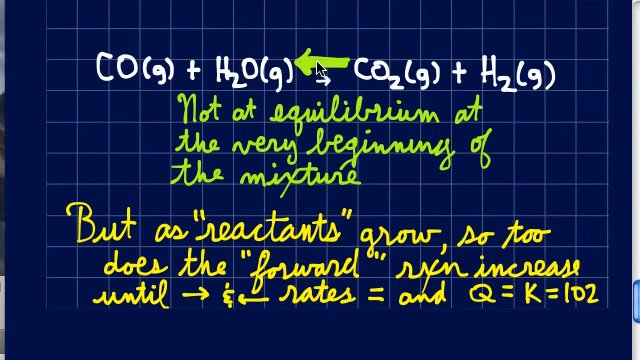 CO(g) + H₂O(g) ⇄ CO₂(g) + H₂(g)
Not at equilibrium at
the very beginning of
the mixture
But as "reactants" grow, so too
does the "forward" rxn increase
until → & ← rates = and Q = K = 102